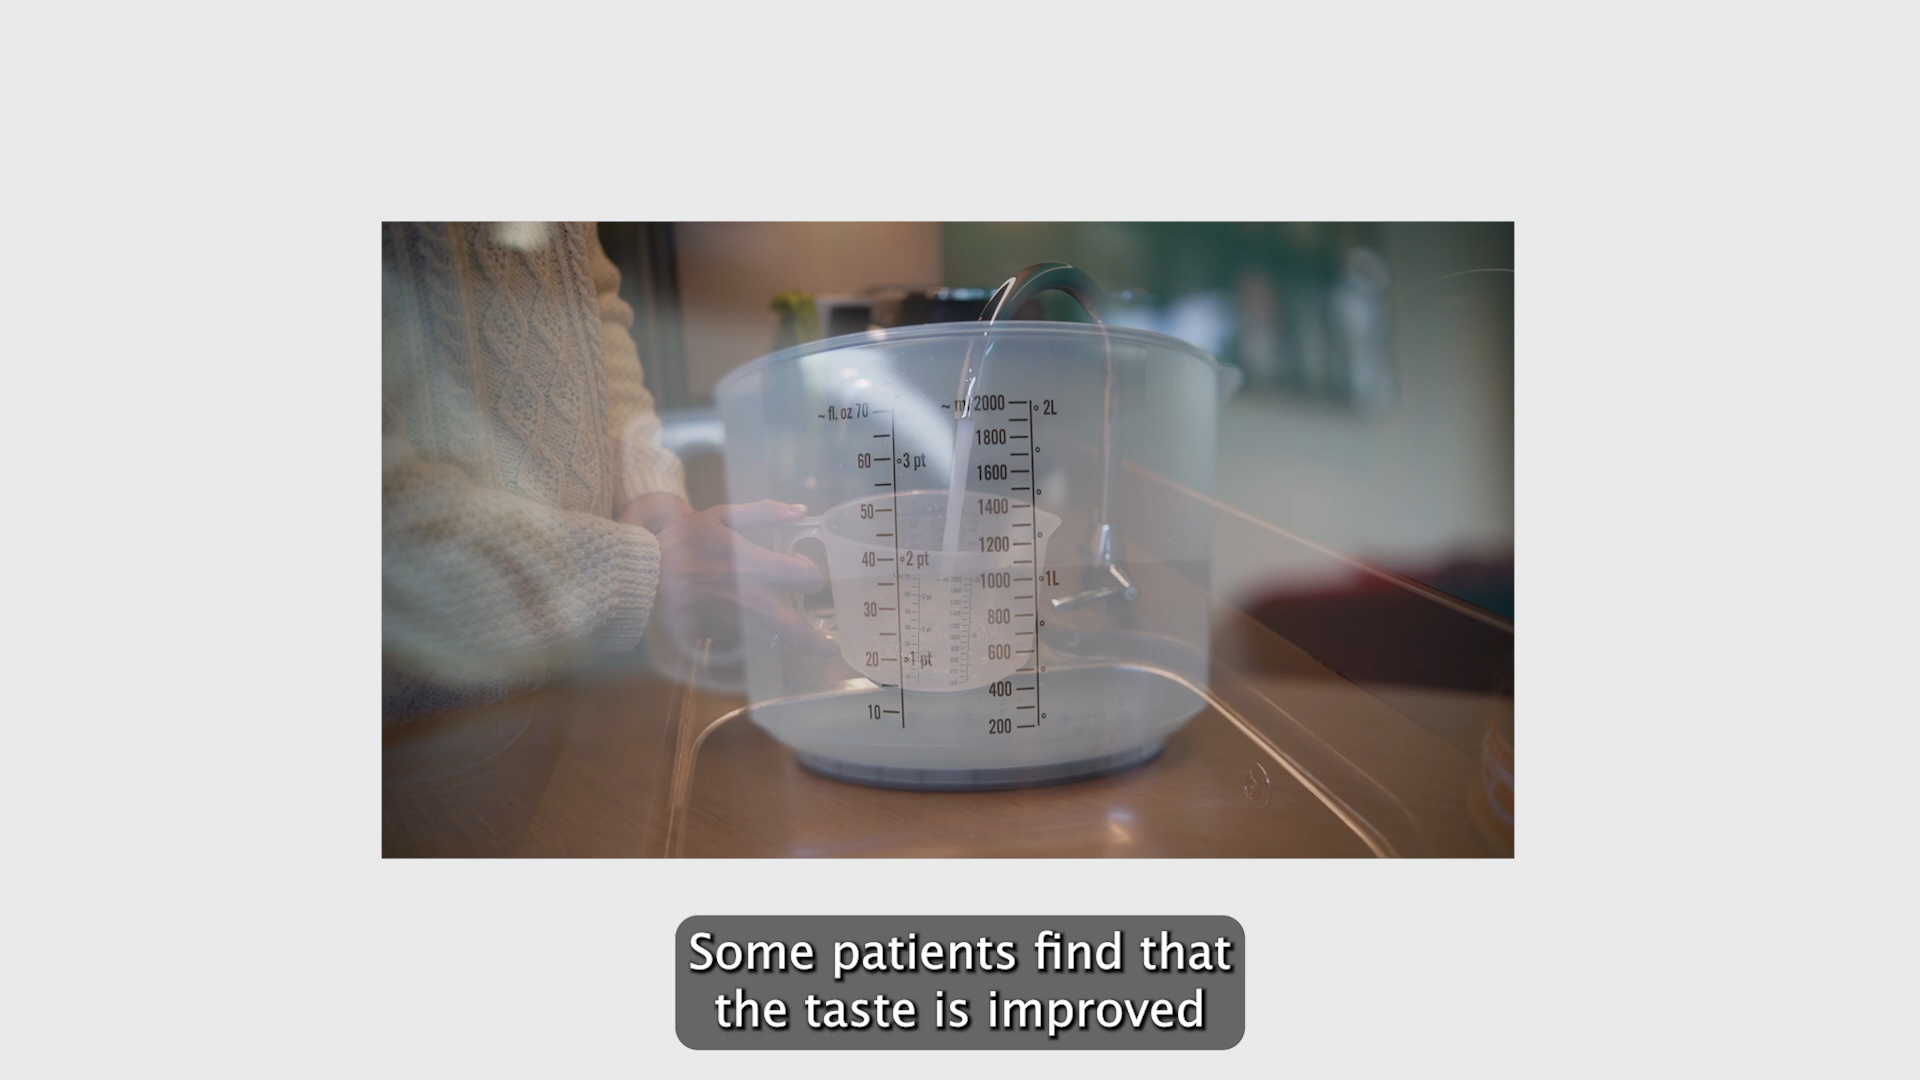 ~ fl. oz 70
60 3 pt
50
40 2 pt
30
20 1 pt
10
~ ml 2000 2L
1800
1600
1400
1200
1000 1L
800
600
400
200
Some patients find that
the taste is improved